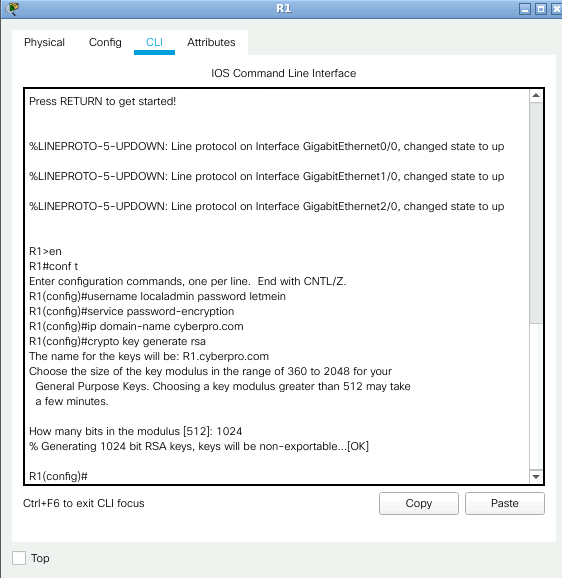 R1
Physical Config CLI Attributes
IOS Command Line Interface
Press RETURN to get started!
%LINEPROTO-5-UPDOWN: Line protocol on Interface GigabitEthernet0/0, changed state to up
%LINEPROTO-5-UPDOWN: Line protocol on Interface GigabitEthernet1/0, changed state to up
%LINEPROTO-5-UPDOWN: Line protocol on Interface GigabitEthernet2/0, changed state to up
R1>en
R1#conf t
Enter configuration commands, one per line.  End with CNTL/Z.
R1(config)#username localadmin password letmein
R1(config)#service password-encryption
R1(config)#ip domain-name cyberpro.com
R1(config)#crypto key generate rsa
The name for the keys will be: R1.cyberpro.com
Choose the size of the key modulus in the range of 360 to 2048 for your
General Purpose Keys. Choosing a key modulus greater than 512 may take
a few minutes.
How many bits in the modulus [512]: 1024
% Generating 1024 bit RSA keys, keys will be non-exportable...[OK]
R1(config)#
Ctrl+F6 to exit CLI focus
Copy Paste
Top